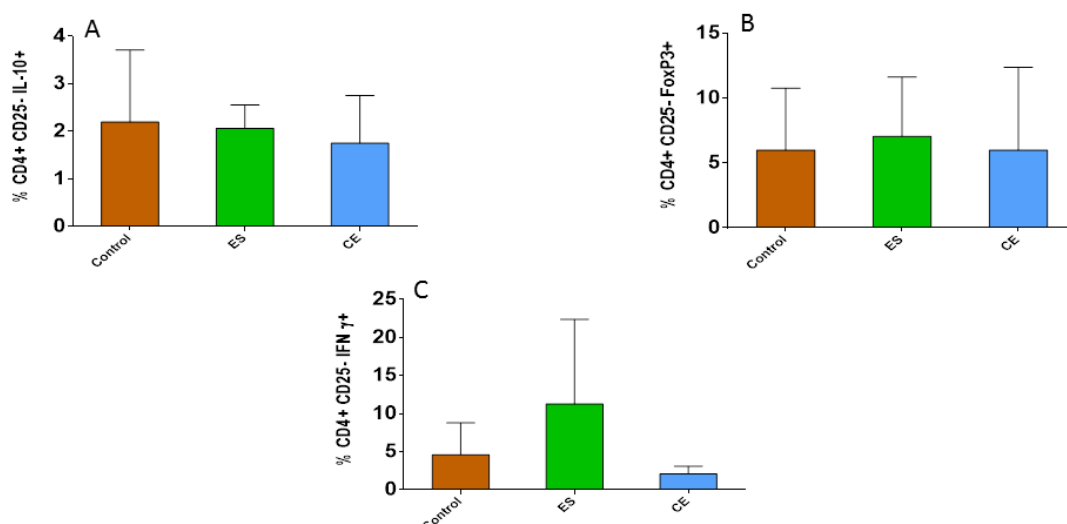 A
% CD4+ CD25- IL-10+
4
3
2
1
0
Control
ES
CE
B
% CD4+ CD25- FoxP3+
15
10
5
0
Control
ES
CE
C
% CD4+ CD25- IFN γ+
25
20
15
10
5
0
Control
ES
CE